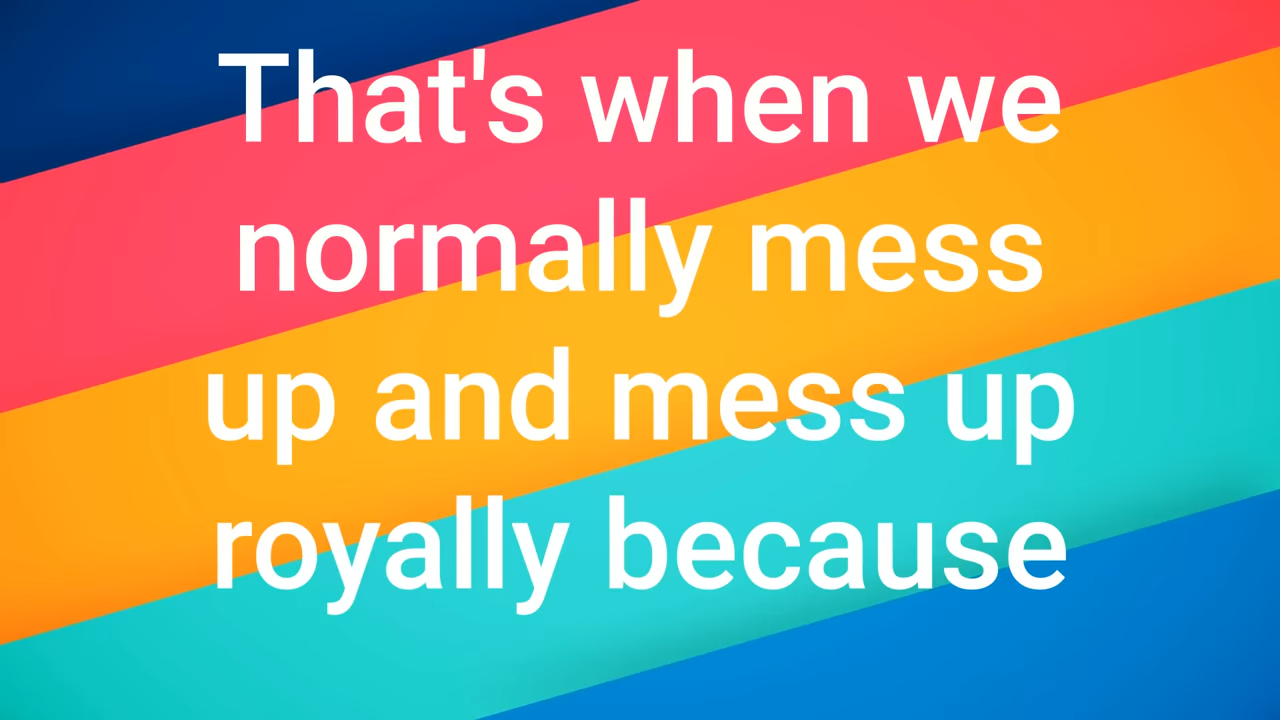 That's when we
normally mess
up and mess up
royally because